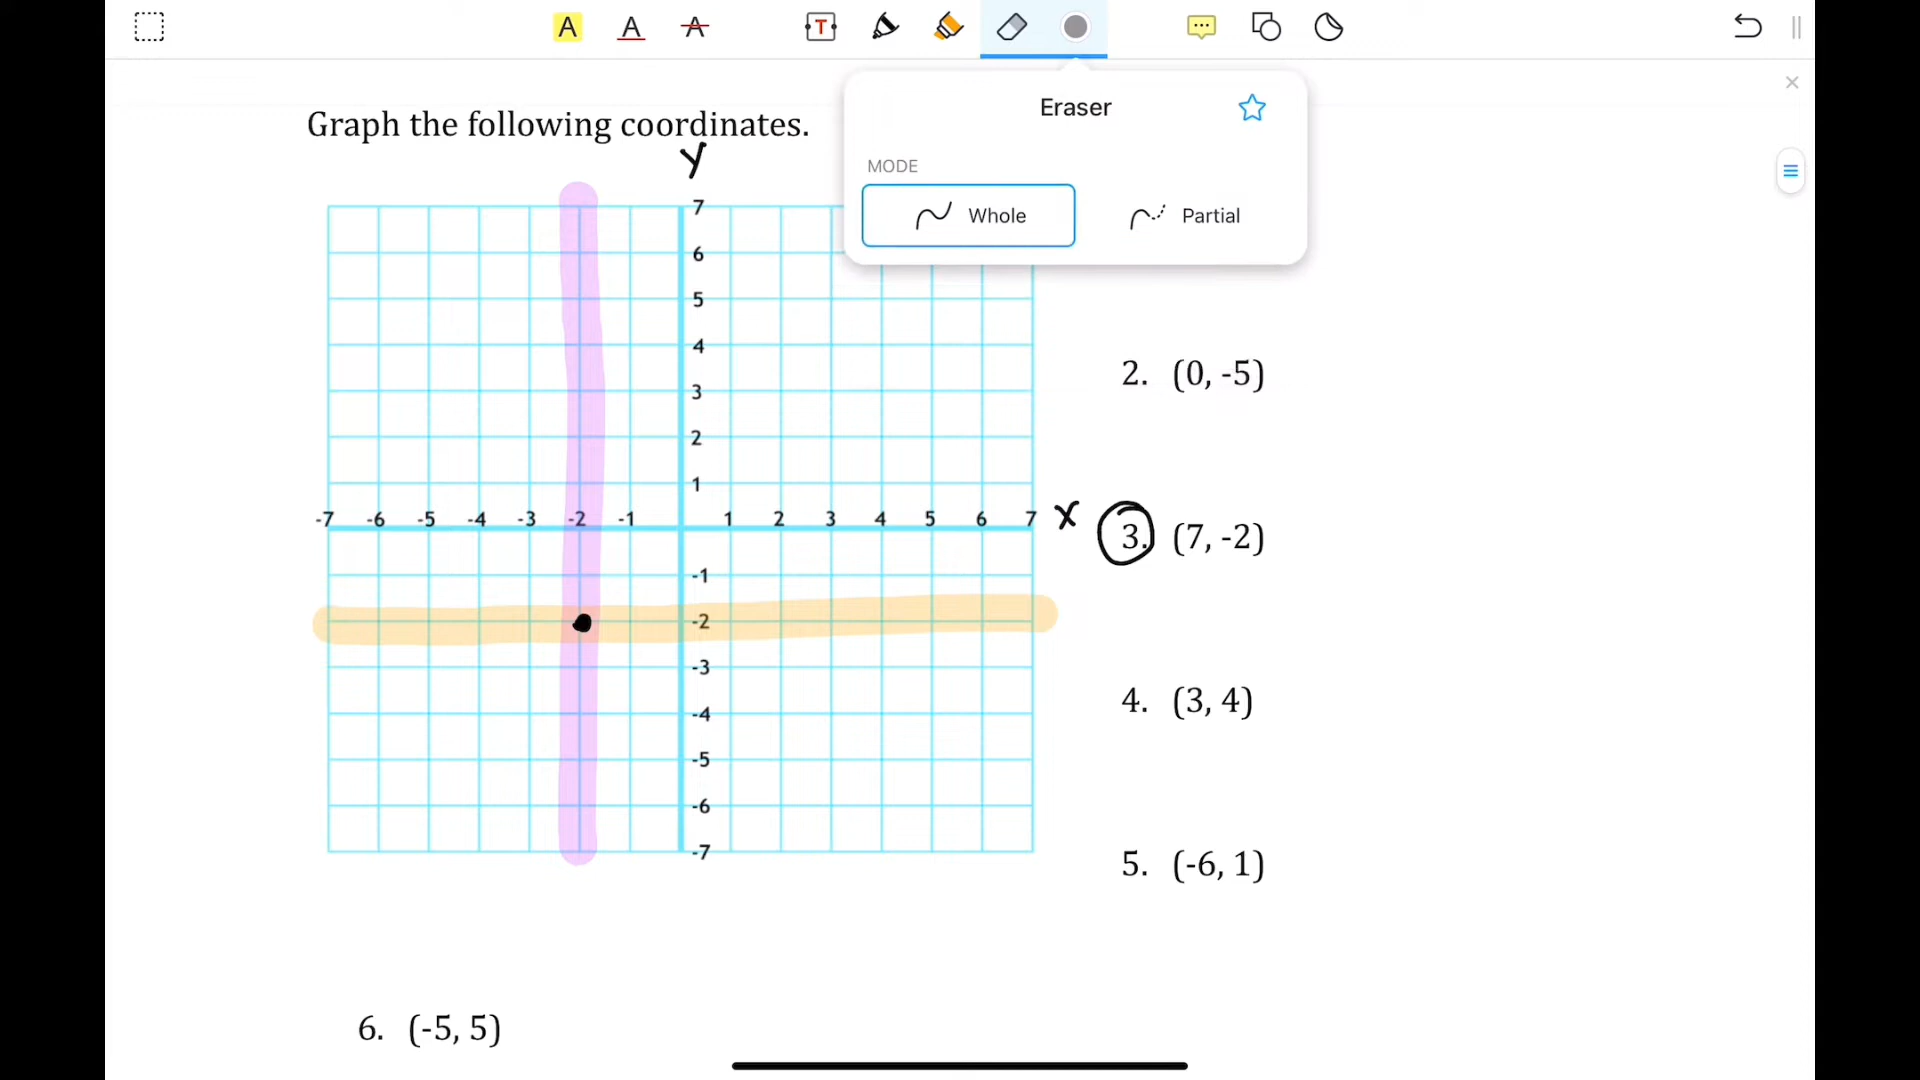 A A A T
Eraser
MODE
Whole Partial
Graph the following coordinates.
y
7
6
5
4
3
2
1
-7 -6 -5 -4 -3 -2 -1 1 2 3 4 5 6 7 x
-1
-2
-3
-4
-5
-6
-7
2. (0, -5)
3. (7, -2)
4. (3, 4)
5. (-6, 1)
6. (-5, 5)